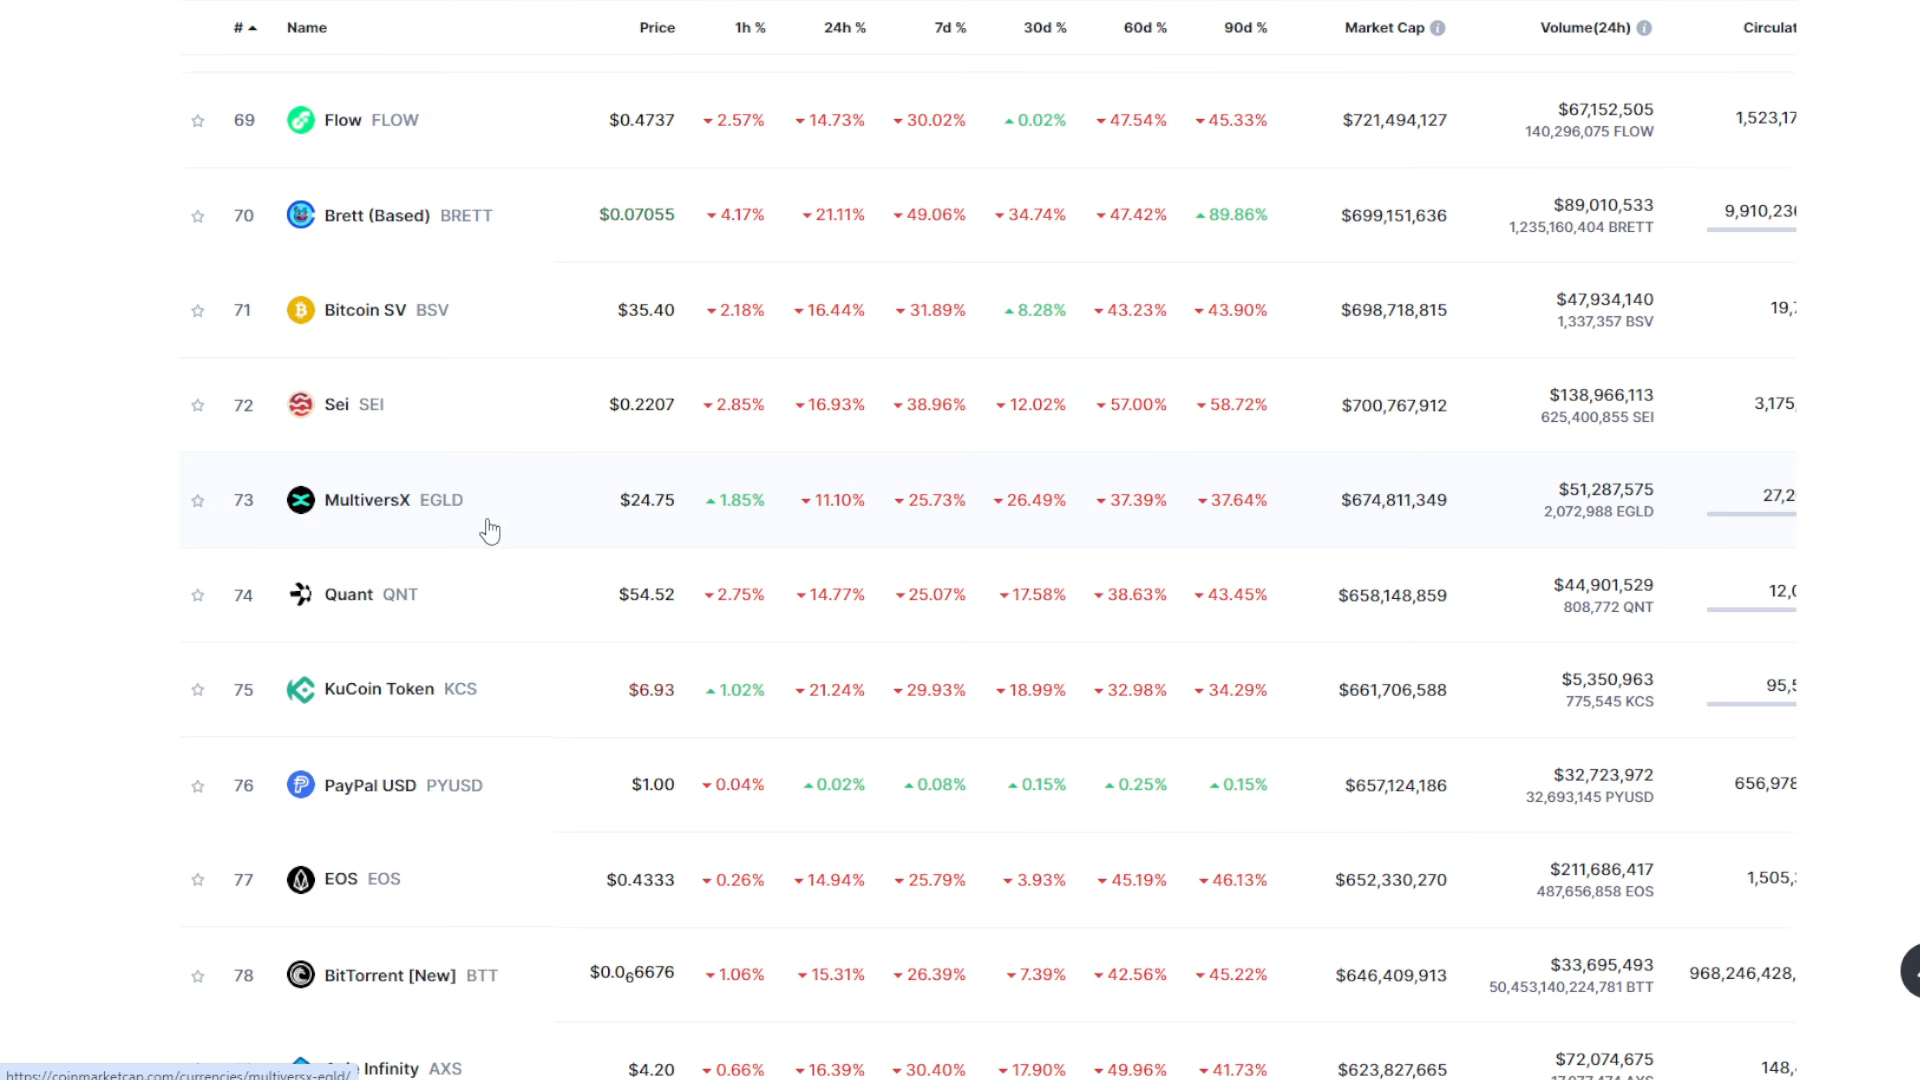 # Name Price 1h % 24h % 7d % 30d % 60d % 90d % Market Cap Volume(24h) Circulat
69 Flow FLOW $0.4737 2.57% 14.73% 30.02% 0.02% 47.54% 45.33% $721,494,127 $67,152,505 1,523,17
140,296,075 FLOW
70 Brett (Based) BRETT $0.07055 4.17% 21.11% 49.06% 34.74% 47.42% 89.86% $699,151,636 $89,010,533 9,910,236
1,235,160,404 BRETT
71 Bitcoin SV BSV $35.40 2.18% 16.44% 31.89% 8.28% 43.23% 43.90% $698,718,815 $47,934,140 19,7
1,337,357 BSV
72 Sei SEI $0.2207 2.85% 16.93% 38.96% 12.02% 57.00% 58.72% $700,767,912 $138,966,113 3,175,
625,400,855 SEI
73 MultiversX EGLD $24.75 1.85% 11.10% 25.73% 26.49% 37.39% 37.64% $674,811,349 $51,287,575 27,2
2,072,988 EGLD
74 Quant QNT $54.52 2.75% 14.77% 25.07% 17.58% 38.63% 43.45% $658,148,859 $44,901,529 12,0
808,772 QNT
75 KuCoin Token KCS $6.93 1.02% 21.24% 29.93% 18.99% 32.98% 34.29% $661,706,588 $5,350,963 95,5
775,545 KCS
76 PayPal USD PYUSD $1.00 0.04% 0.02% 0.08% 0.15% 0.25% 0.15% $657,124,186 $32,723,972 656,978
32,693,145 PYUSD
77 EOS EOS $0.4333 0.26% 14.94% 25.79% 3.93% 45.19% 46.13% $652,330,270 $211,686,417 1,505,
487,656,858 EOS
78 BitTorrent [New] BTT $0.0₆6676 1.06% 15.31% 26.39% 7.39% 42.56% 45.22% $646,409,913 $33,695,493 968,246,428,
50,453,140,224,781 BTT
Infinity AXS $4.20 0.66% 16.39% 30.40% 17.90% 49.96% 41.73% $623,827,665 $72,074,675 148,
https://coinmarketcap.com/currencies/multiversx-egld/